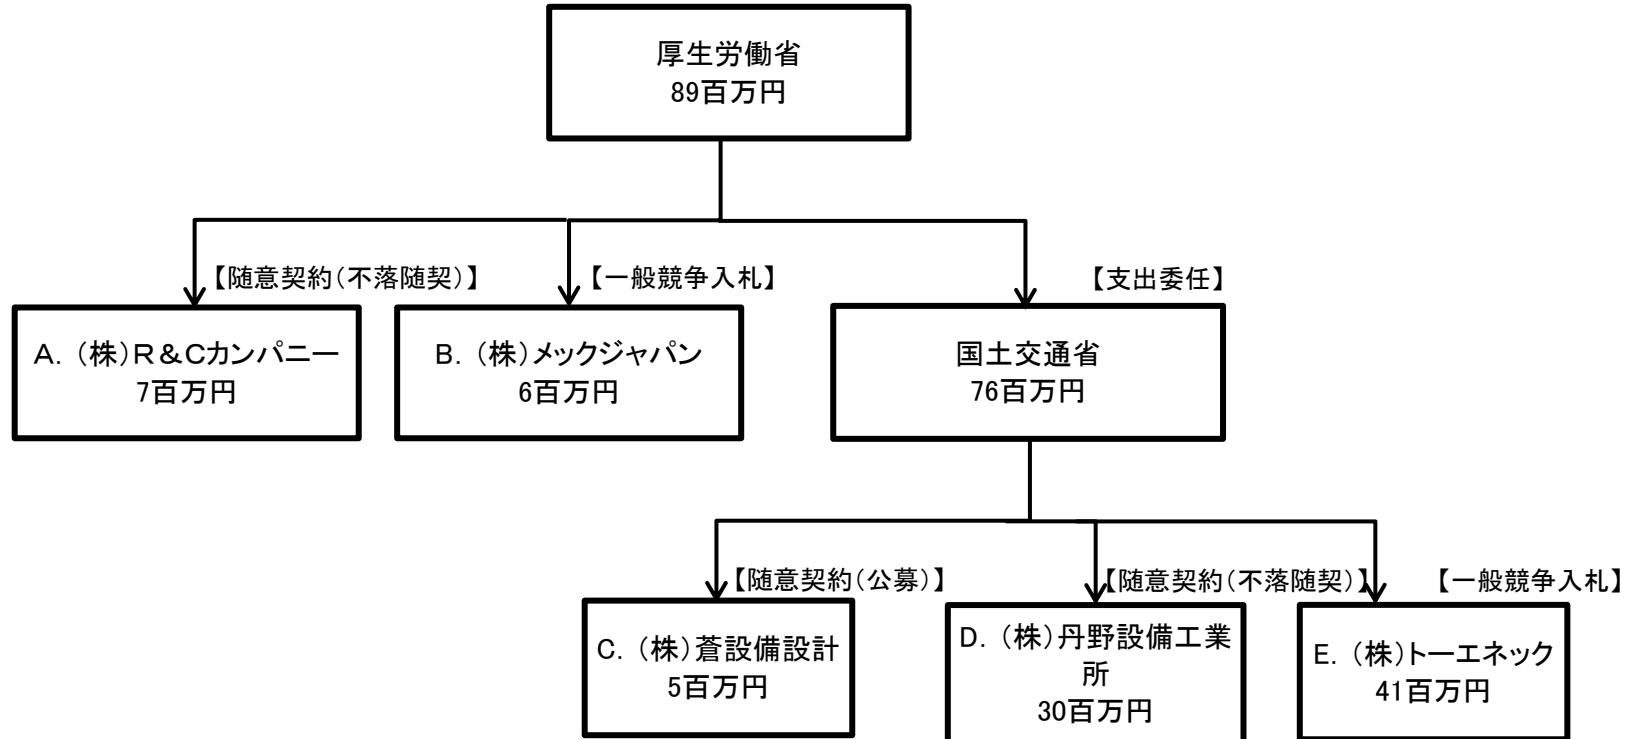 厚生労働省
89百万円
【随意契約(不落随契)】
【一般競争入札】
【支出委任】
A. (株)R&Cカンパニー
7百万円
B. (株)メックジャパン
6百万円
国土交通省
76百万円
【随意契約(公募)】
【随意契約(不落随契)】
【一般競争入札】
C. (株)蒼設備設計
5百万円
D. (株)丹野設備工業
所
30百万円
E. (株)トーエネック
41百万円